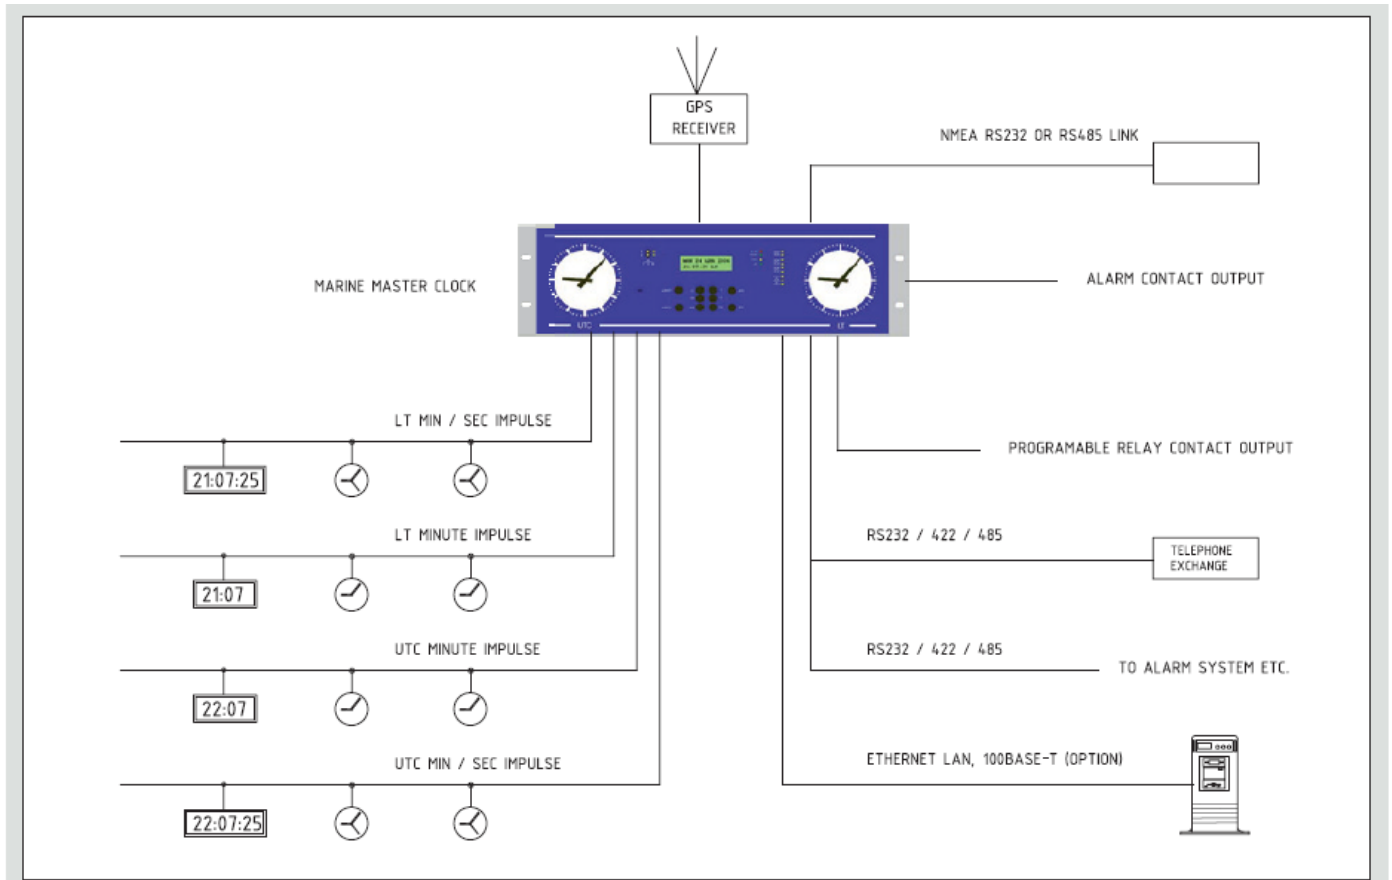 GPS
RECEIVER
NMEA RS232 OR RS485 LINK
MARINE MASTER CLOCK
UTC
LT
ALARM CONTACT OUTPUT
LT MIN / SEC IMPULSE
21:07:25
PROGRAMABLE RELAY CONTACT OUTPUT
LT MINUTE IMPULSE
21:07
RS232 / 422 / 485
TELEPHONE
EXCHANGE
UTC MINUTE IMPULSE
22:07
RS232 / 422 / 485
TO ALARM SYSTEM ETC.
UTC MIN / SEC IMPULSE
22:07:25
ETHERNET LAN, 100BASE-T (OPTION)